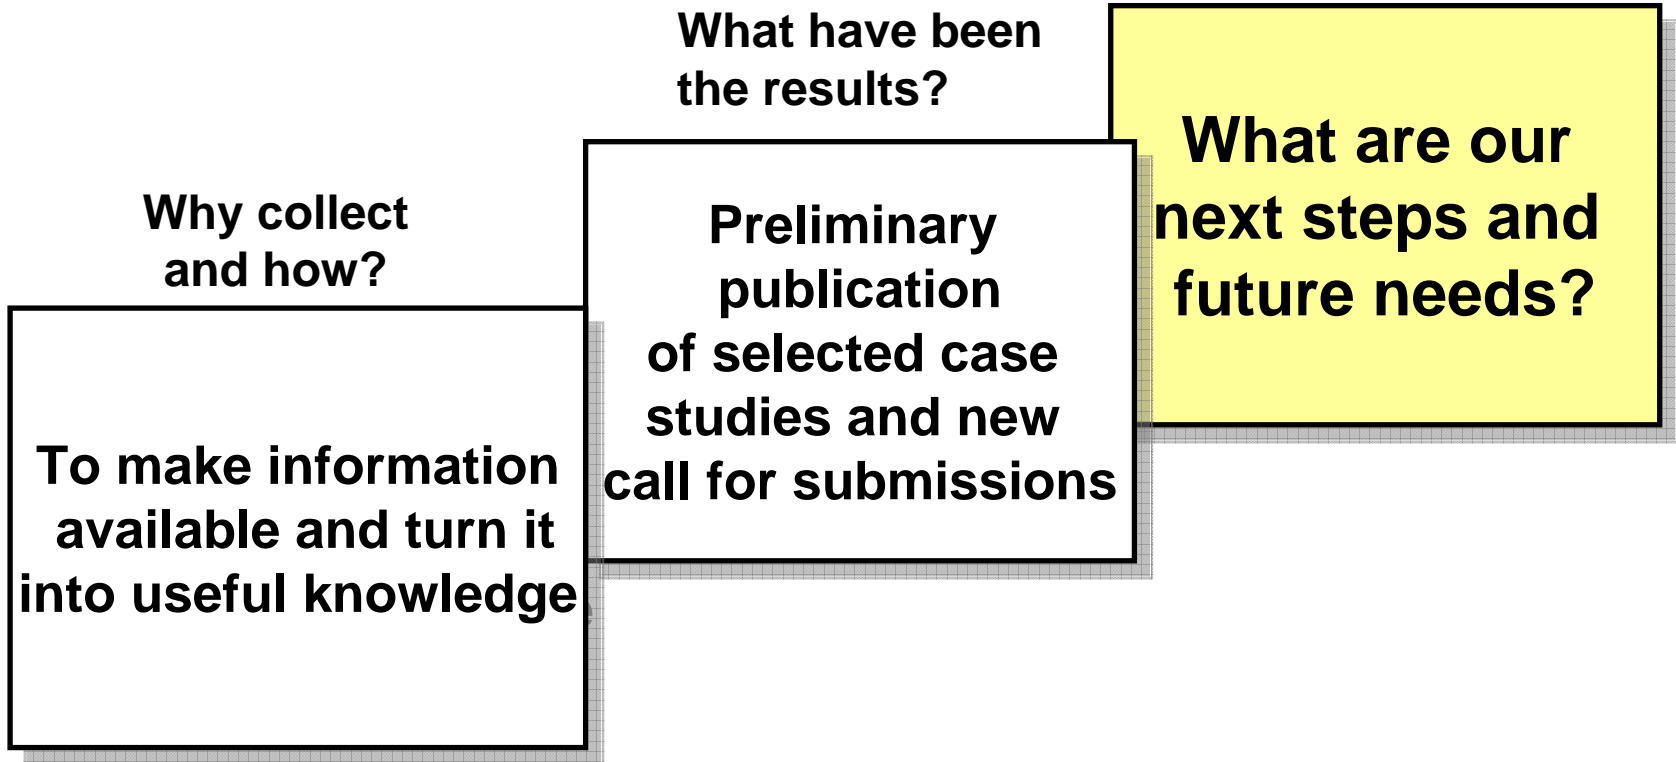 Why collect
and how?
To make information
available and turn it
into useful knowledge
What have been
the results?
Preliminary
publication
of selected case
studies and new
call for submissions
What are our
next steps and
future needs?